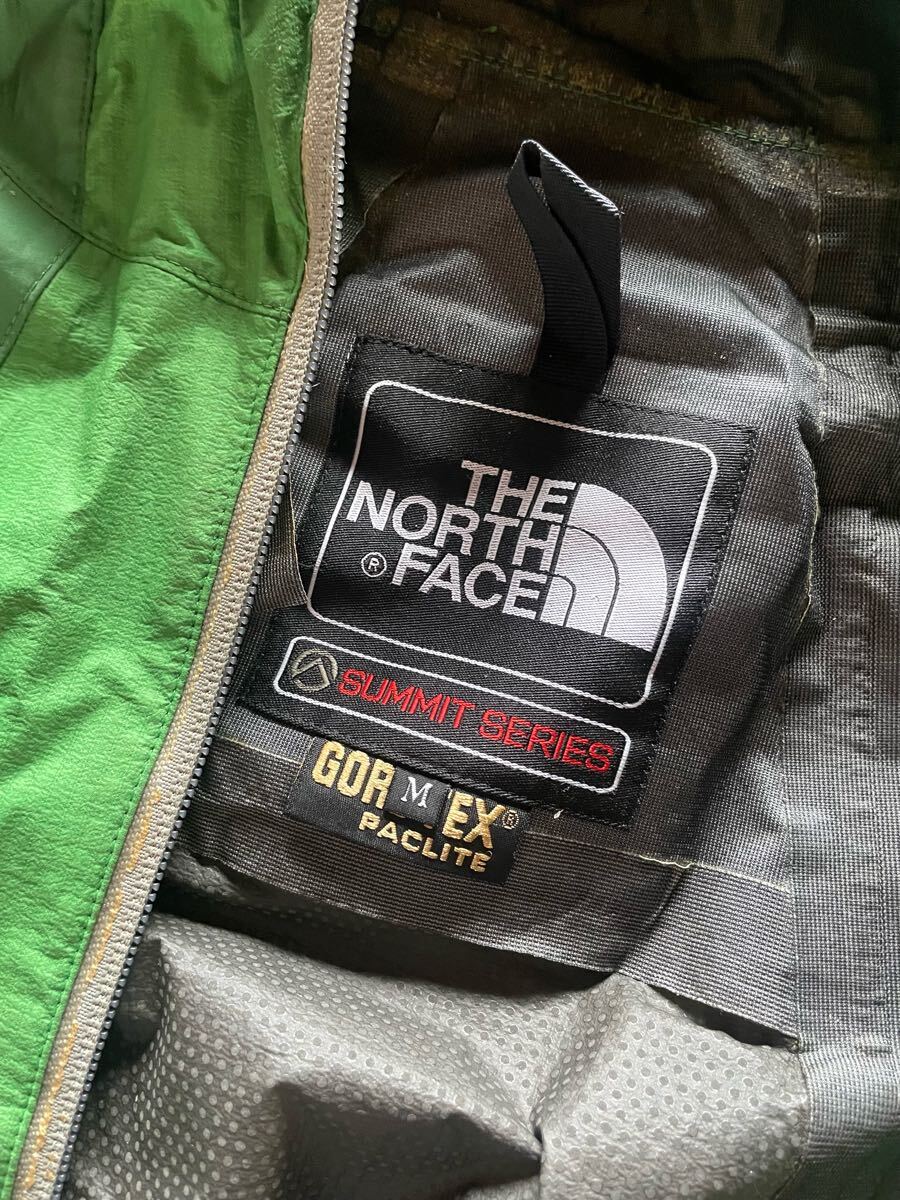 THE
NORTH
® FACE
SUMMIT SERIES
GOR EX®
M
PACLITE